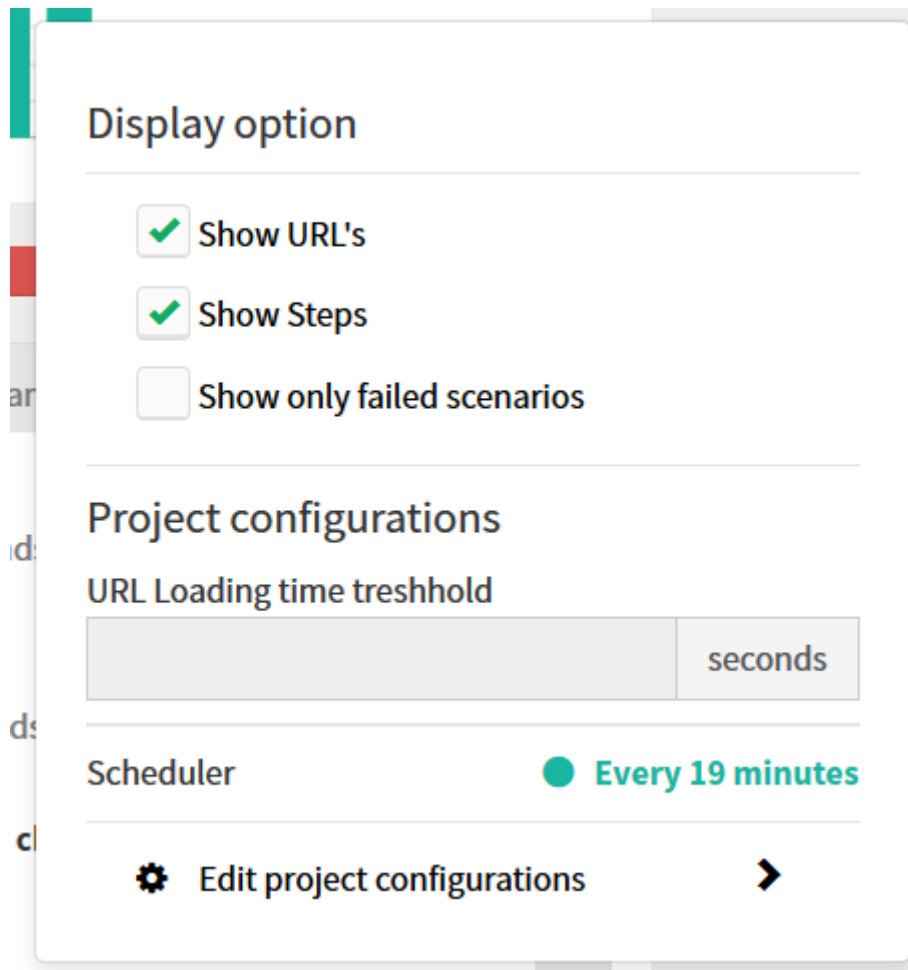 Display option
Show URL's
Show Steps
Show only failed scenarios
Project configurations
URL Loading time treshhold
seconds
Scheduler
Every 19 minutes
Edit project configurations